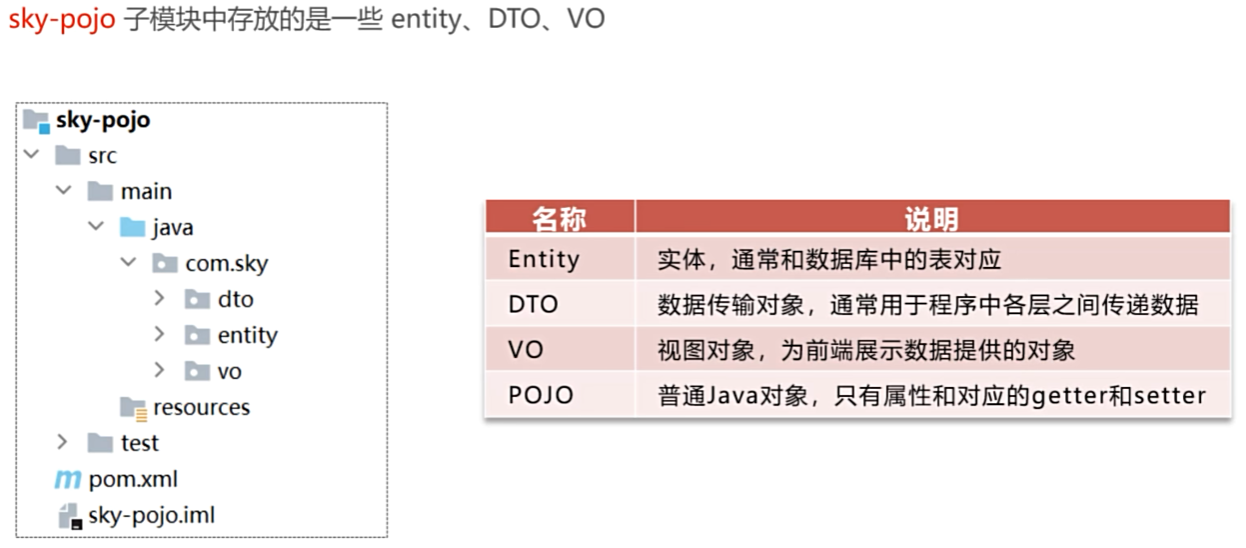 sky-pojo 子模块中存放的是一些 entity、DTO、VO
sky-pojo
src
main
java
com.sky
dto
entity
vo
resources
test
pom.xml
sky-pojo.iml
名称 说明
Entity 实体，通常和数据库中的表对应
DTO 数据传输对象，通常用于程序中各层之间传递数据
VO 视图对象，为前端展示数据提供的对象
POJO 普通Java对象，只有属性和对应的getter和setter